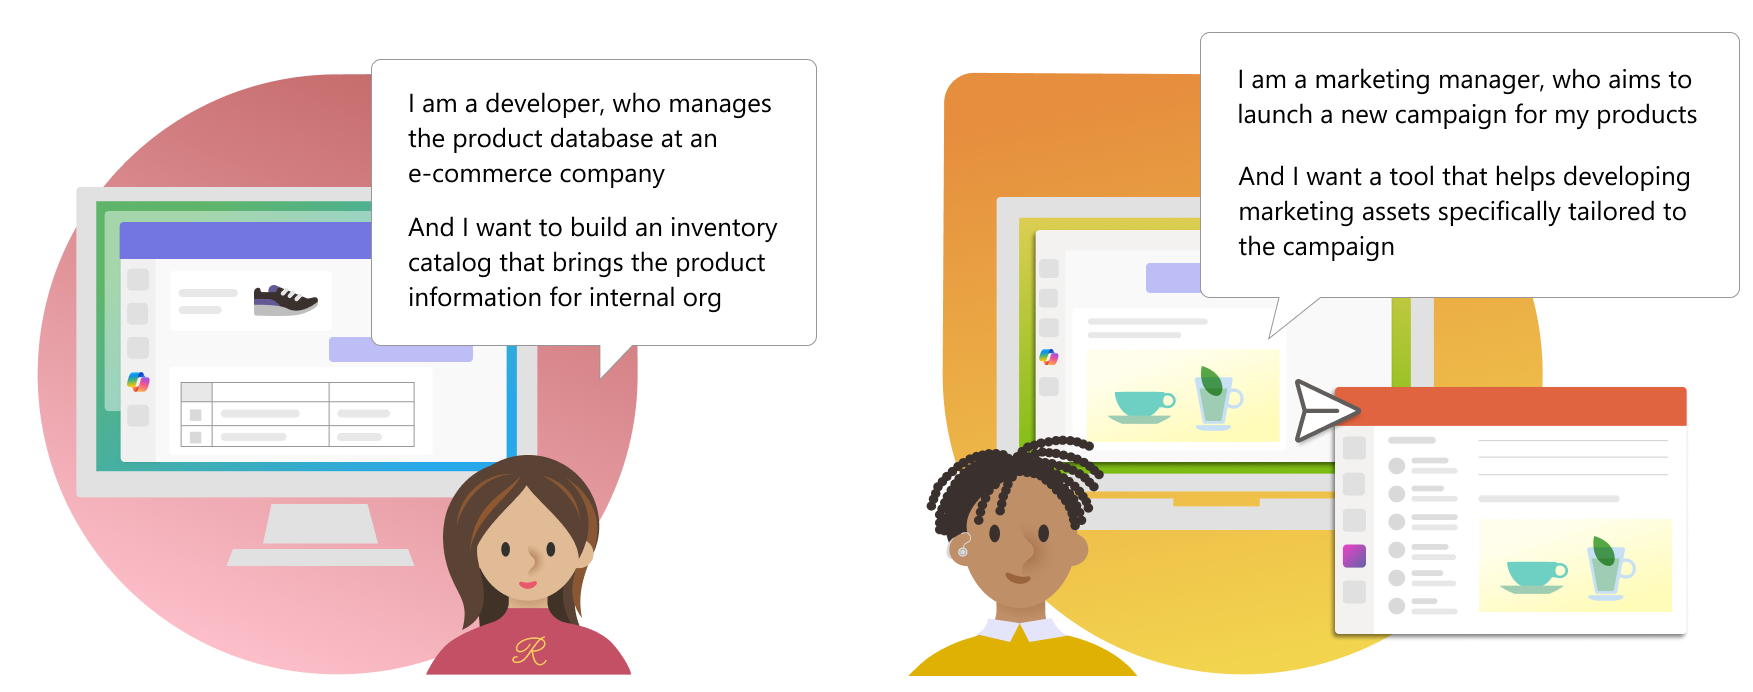 I am a developer, who manages
the product database at an
e-commerce company
And I want to build an inventory
catalog that brings the product
information for internal org
R
I am a marketing manager, who aims to
launch a new campaign for my products
And I want a tool that helps developing
marketing assets specifically tailored to
the campaign